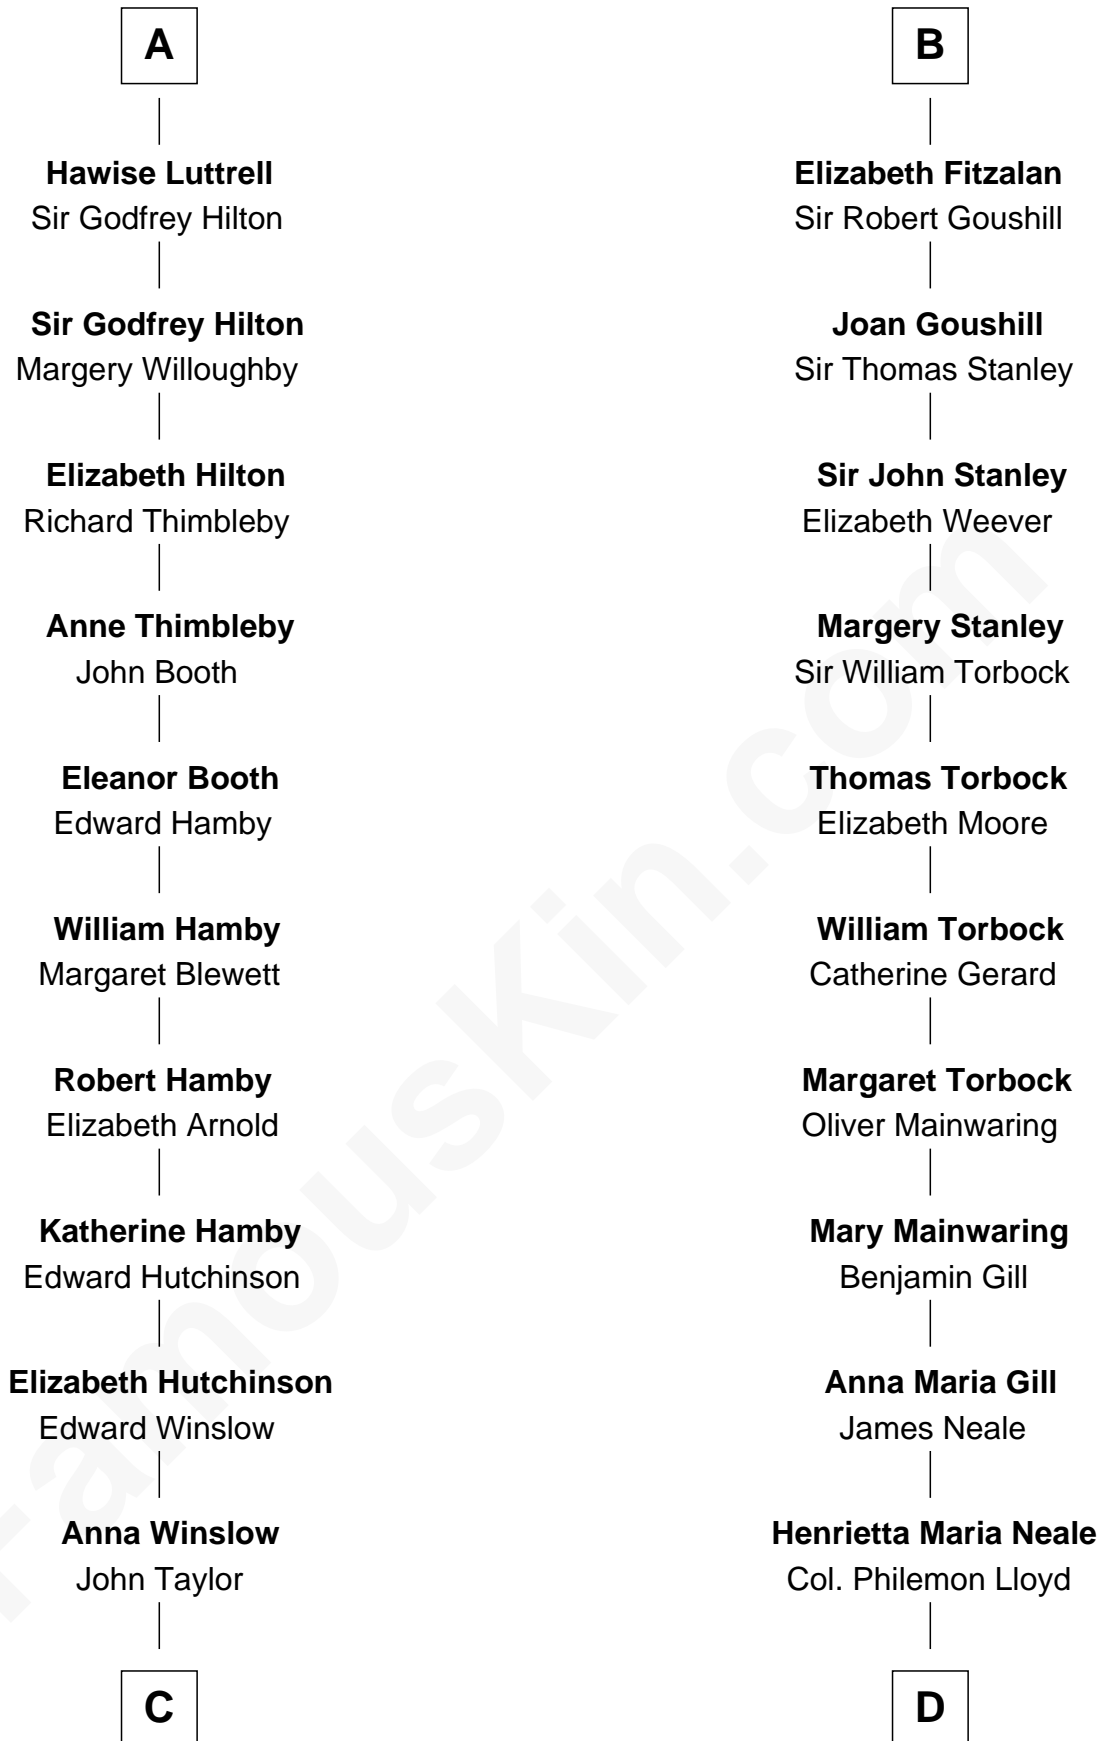 A
Hawise Luttrell
Sir Godfrey Hilton
Sir Godfrey Hilton
Margery Willoughby
Elizabeth Hilton
Richard Thimbleby
Anne Thimbleby
John Booth
Eleanor Booth
Edward Hamby
William Hamby
Margaret Blewett
Robert Hamby
Elizabeth Arnold
Katherine Hamby
Edward Hutchinson
Elizabeth Hutchinson
Edward Winslow
Anna Winslow
John Taylor
C
B
Elizabeth Fitzalan
Sir Robert Goushill
Joan Goushill
Sir Thomas Stanley
Sir John Stanley
Elizabeth Weever
Margery Stanley
Sir William Torbock
Thomas Torbock
Elizabeth Moore
William Torbock
Catherine Gerard
Margaret Torbock
Oliver Mainwaring
Mary Mainwaring
Benjamin Gill
Anna Maria Gill
James Neale
Henrietta Maria Neale
Col. Philemon Lloyd
D
FamousKin.com